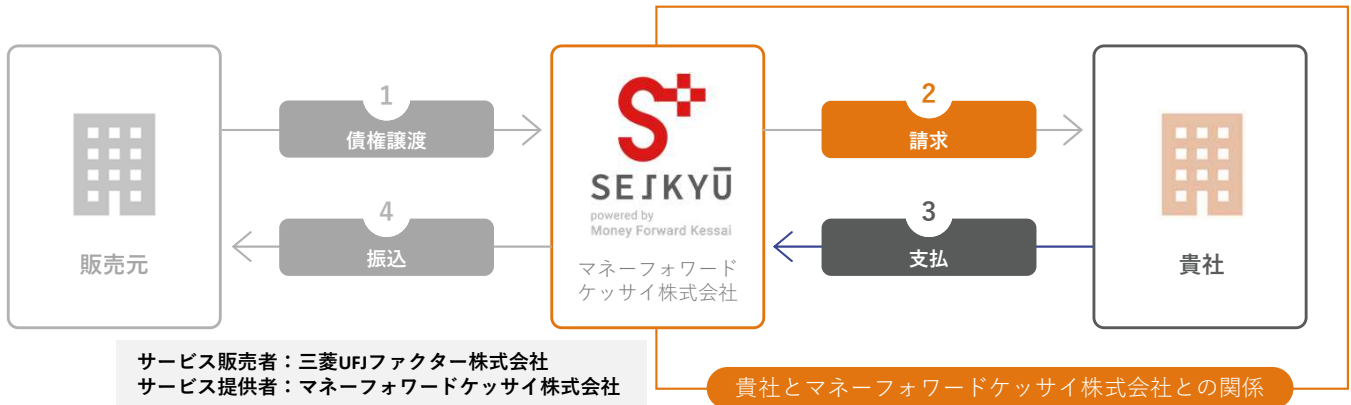 1
債権譲渡
2
請求
4
振込
3
支払
販売元
S+
SEIKYŪ
powered by
Money Forward Kessai
マネーフォワード
ケッサイ株式会社
貴社
サービス販売者：三菱UFJファクター株式会社
サービス提供者：マネーフォワードケッサイ株式会社
貴社とマネーフォワードケッサイ株式会社との関係